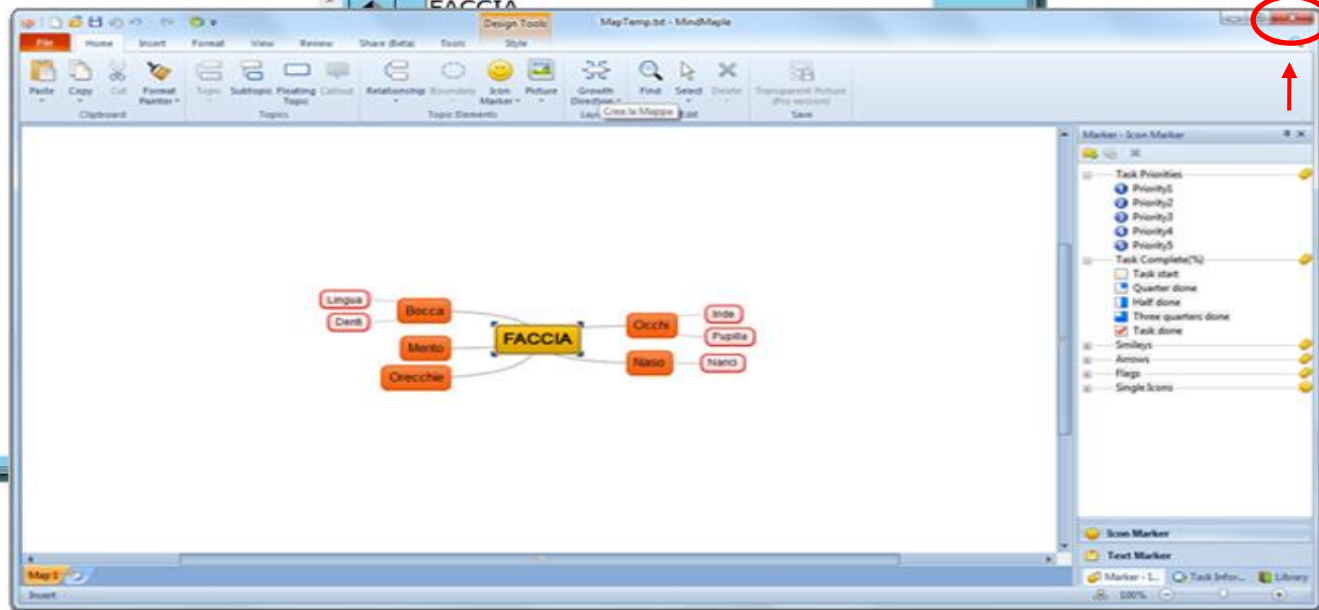 FACCIA
Design Tools
MapTemp.txt - MindMaple
File Home Insert Format View Review Share (Beta) Tools Style
Paste Copy Cut Format Painter
Topic Subtopic Floating Topic Callout
Relationship Boundary Icon Marker Picture
Growth Direction Find Select Delete
Transparent Picture (Pro version)
Clipboard Topics Topic Elements Edit Save
Crea la Mappe
Marker - Icon Marker
Task Priorities
Priority1
Priority2
Priority3
Priority4
Priority5
Task Complete(%)
Task start
Quarter done
Half done
Three quarters done
Task done
Smileys
Arrows
Flags
Single Icons
Lingua
Denti
Bocca
Mento
Orecchie
FACCIA
Occhi
Naso
Iride
Pupilla
Narici
Icon Marker
Text Marker
Map1
Marker - I... Task Infor... Library
Insert
100%